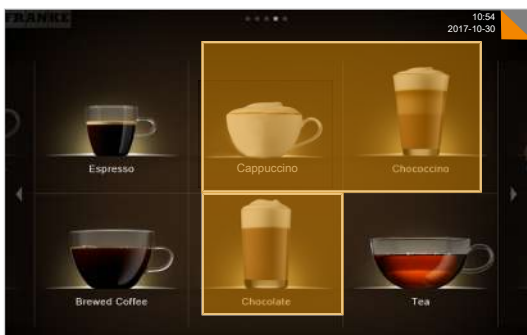 FRANKE
10:54
2017-10-30
Espresso
Cappuccino
Chococcino
Brewed Coffee
Chocolate
Tea